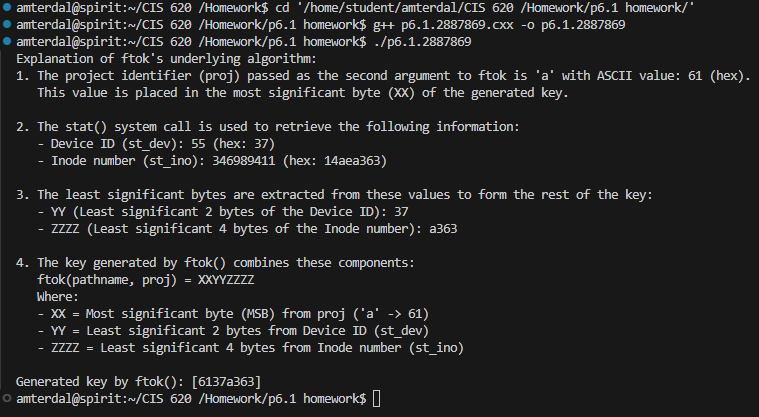 amterdal@spirit:~/CIS 620 /Homework$ cd '/home/student/amterdal/CIS 620 /Homework/p6.1 homework/'
amterdal@spirit:~/CIS 620 /Homework/p6.1 homework$ g++ p6.1.2887869.cxx -o p6.1.2887869
amterdal@spirit:~/CIS 620 /Homework/p6.1 homework$ ./p6.1.2887869
Explanation of ftok's underlying algorithm:
1. The project identifier (proj) passed as the second argument to ftok is 'a' with ASCII value: 61 (hex).
   This value is placed in the most significant byte (XX) of the generated key.

2. The stat() system call is used to retrieve the following information:
   - Device ID (st_dev): 55 (hex: 37)
   - Inode number (st_ino): 346989411 (hex: 14aea363)

3. The least significant bytes are extracted from these values to form the rest of the key:
   - YY (Least significant 2 bytes of the Device ID): 37
   - ZZZZ (Least significant 4 bytes of the Inode number): a363

4. The key generated by ftok() combines these components:
   ftok(pathname, proj) = XXYYZZZZ
   Where:
   - XX = Most significant byte (MSB) from proj ('a' -> 61)
   - YY = Least significant 2 bytes from Device ID (st_dev)
   - ZZZZ = Least significant 4 bytes from Inode number (st_ino)

Generated key by ftok(): [6137a363]
amterdal@spirit:~/CIS 620 /Homework/p6.1 homework$